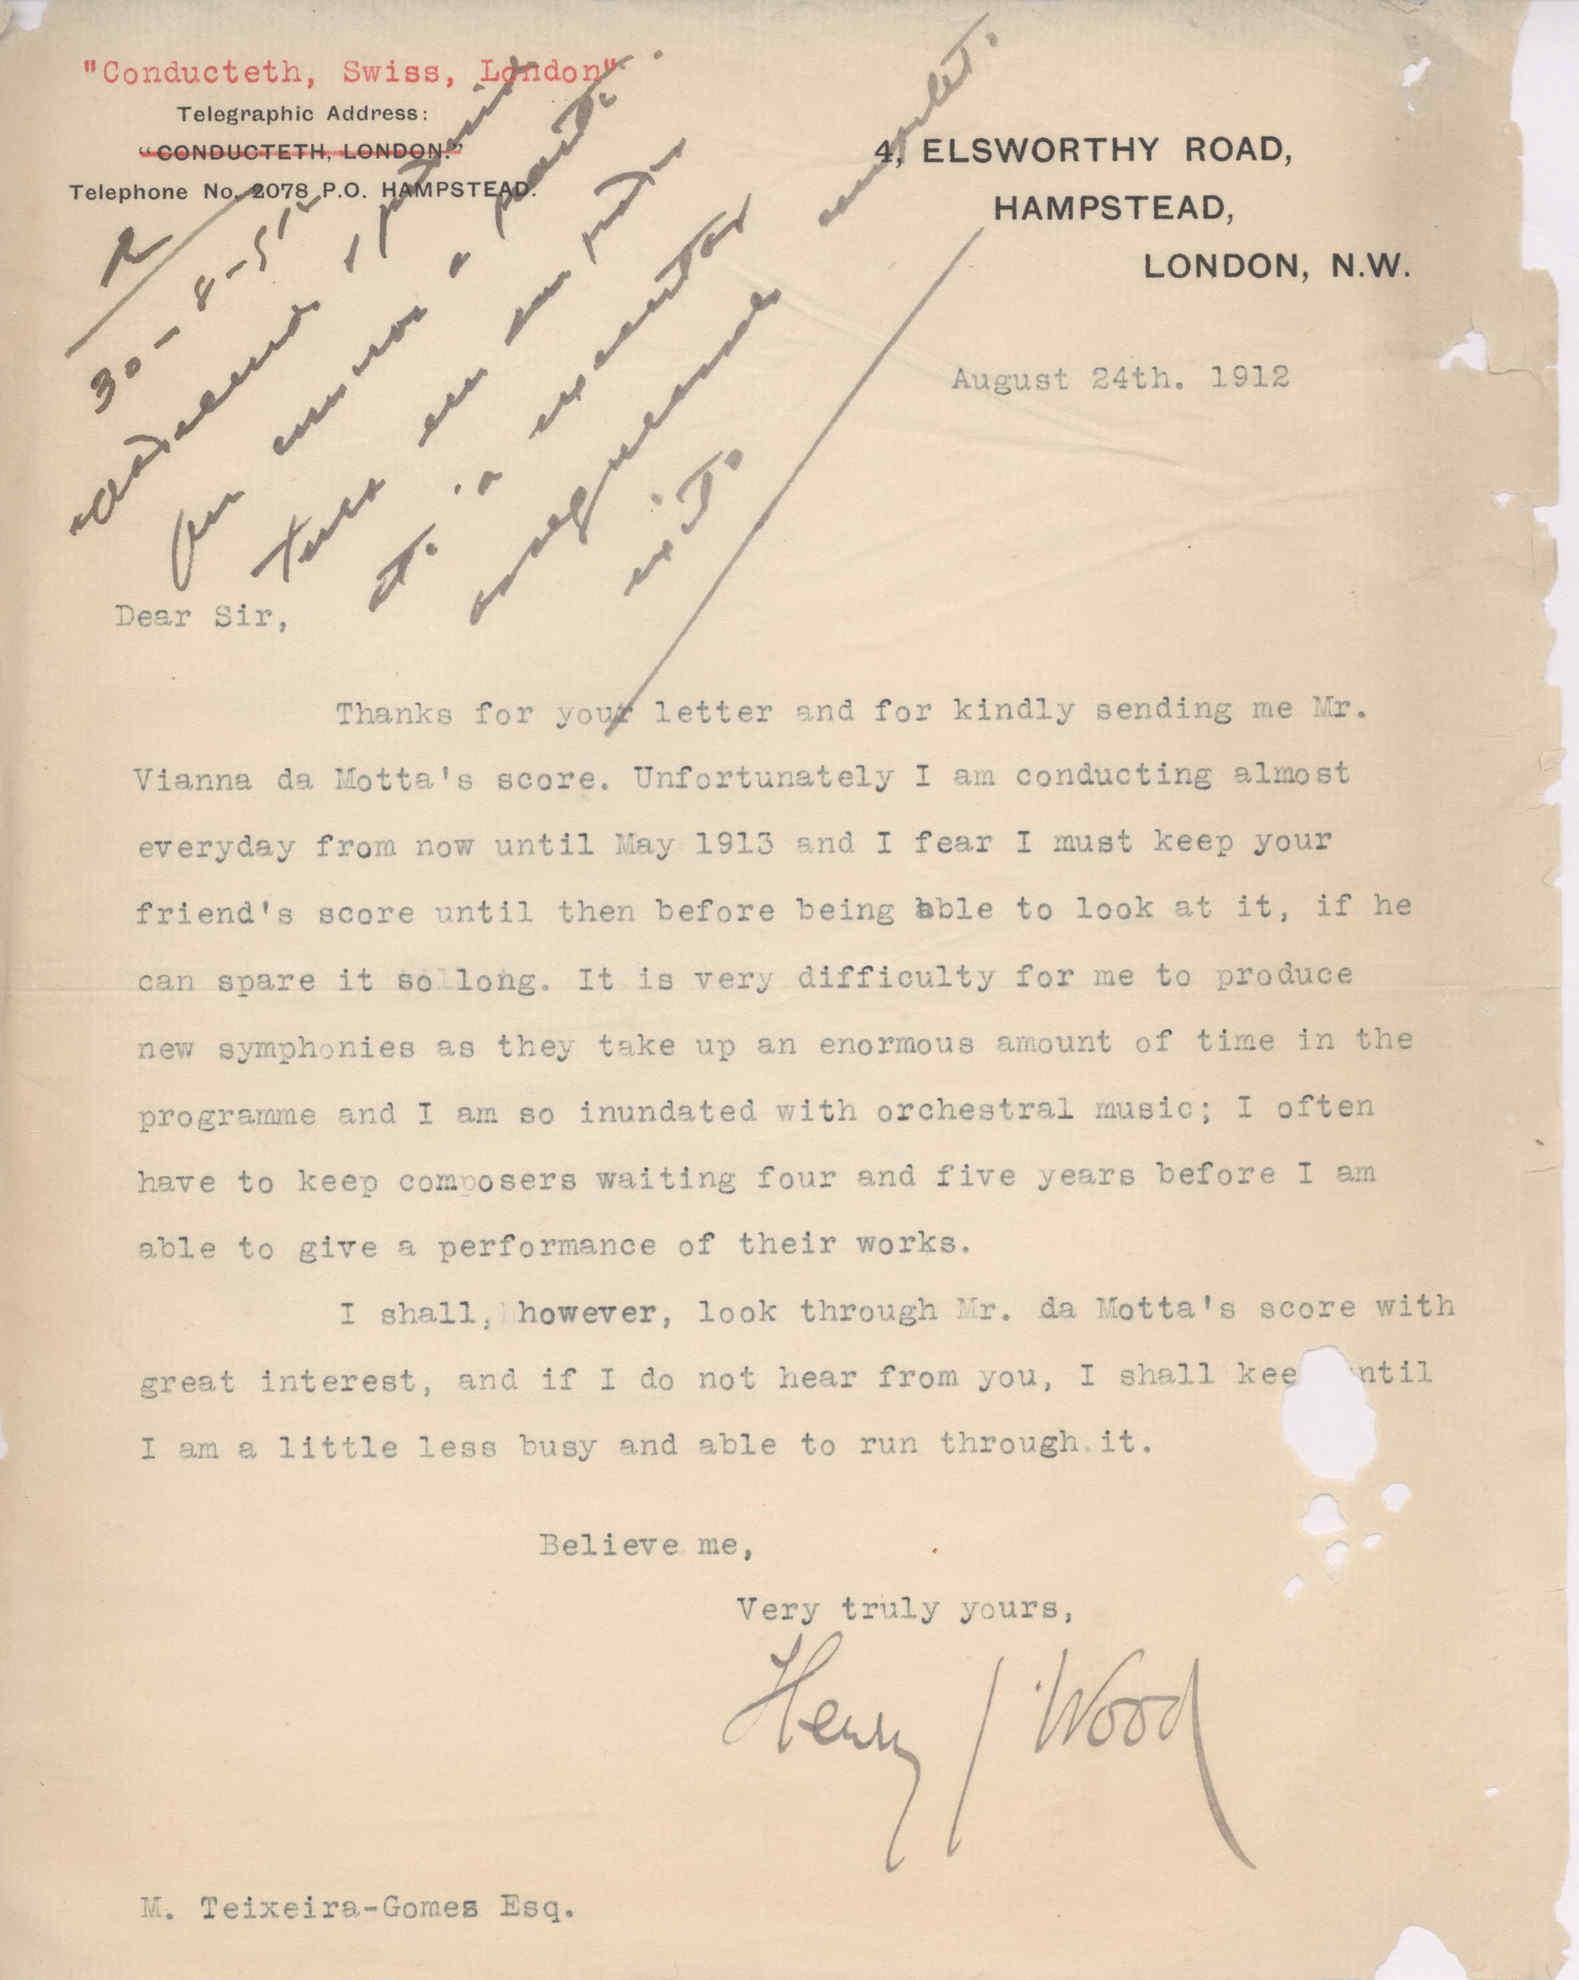 "Conducteth, Swiss, London"
Telegraphic Address:
"CONDUCTETH, LONDON."
Telephone No. 2078 P.O. HAMPSTEAD.
4, ELSWORTHY ROAD,
HAMPSTEAD,
LONDON, N.W.
R
30-8-912
August 24th. 1912
Dear Sir,
Thanks for your letter and for kindly sending me Mr.
Vianna da Motta's score. Unfortunately I am conducting almost
everyday from now until May 1913 and I fear I must keep your
friend's score until then before being able to look at it, if he
can spare it so long. It is very difficulty for me to produce
new symphonies as they take up an enormous amount of time in the
programme and I am so inundated with orchestral music; I often
have to keep composers waiting four and five years before I am
able to give a performance of their works.
I shall, however, look through Mr. da Motta's score with
great interest, and if I do not hear from you, I shall kee ntil
I am a little less busy and able to run through it.
Believe me,
Very truly yours,
Henry J. Wood
M. Teixeira-Gomes Esq.